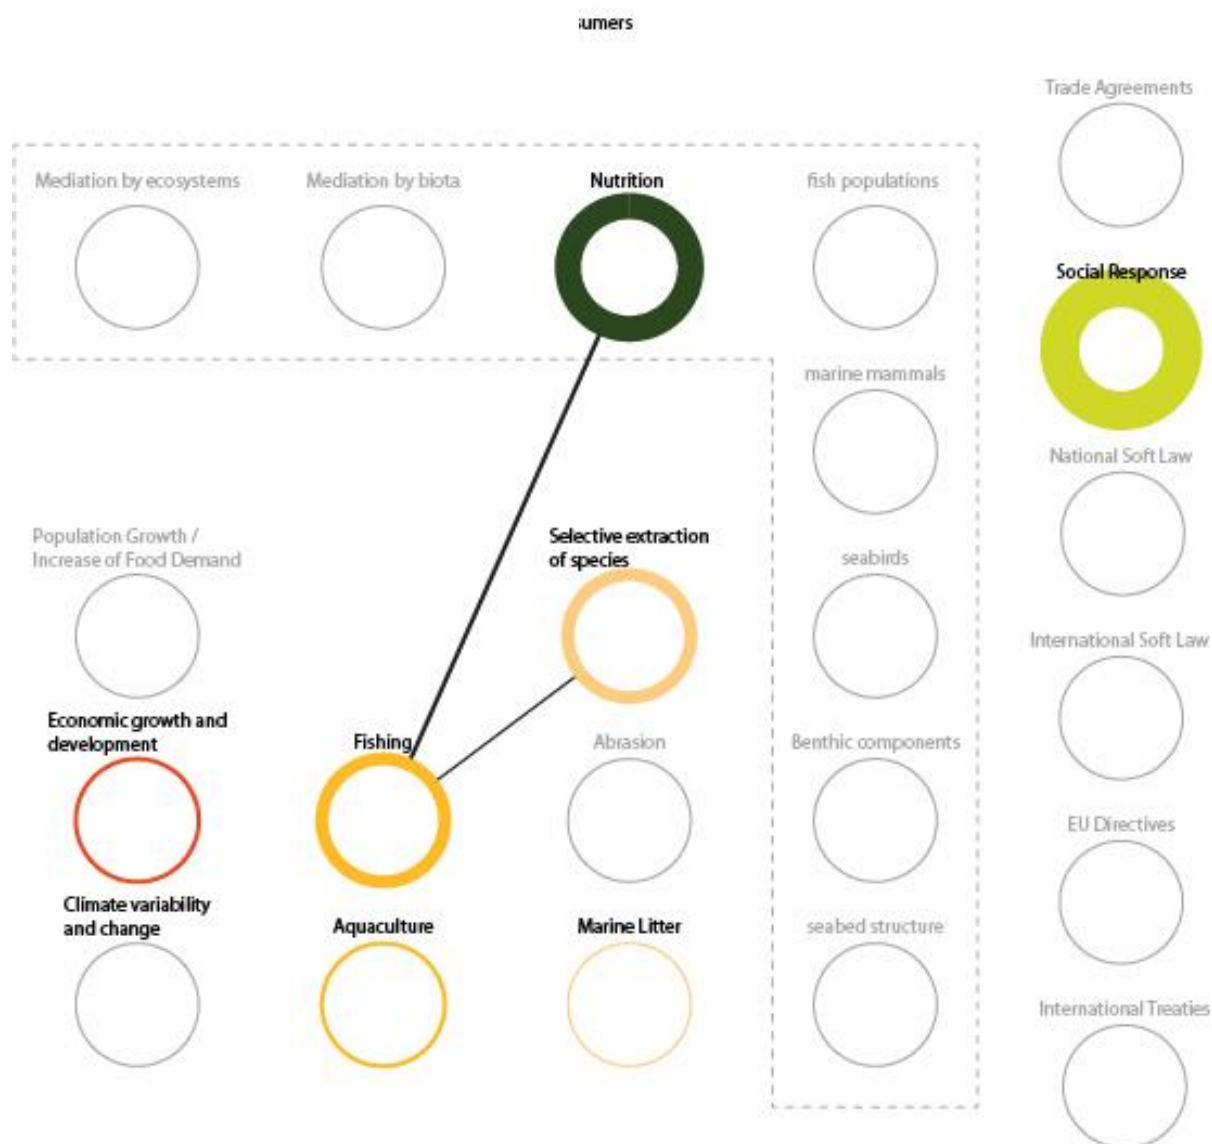 sumers
Trade Agreements
Mediation by ecosystems
Mediation by biota
Nutrition
fish populations
Social Response
marine mammals
National Soft Law
Population Growth /
Increase of Food Demand
Selective extraction
of species
seabirds
International Soft Law
Economic growth and
development
Fishing
Abrasion
Benthic components
EU Directives
Climate variability
and change
Aquaculture
Marine Litter
seabed structure
International Treaties